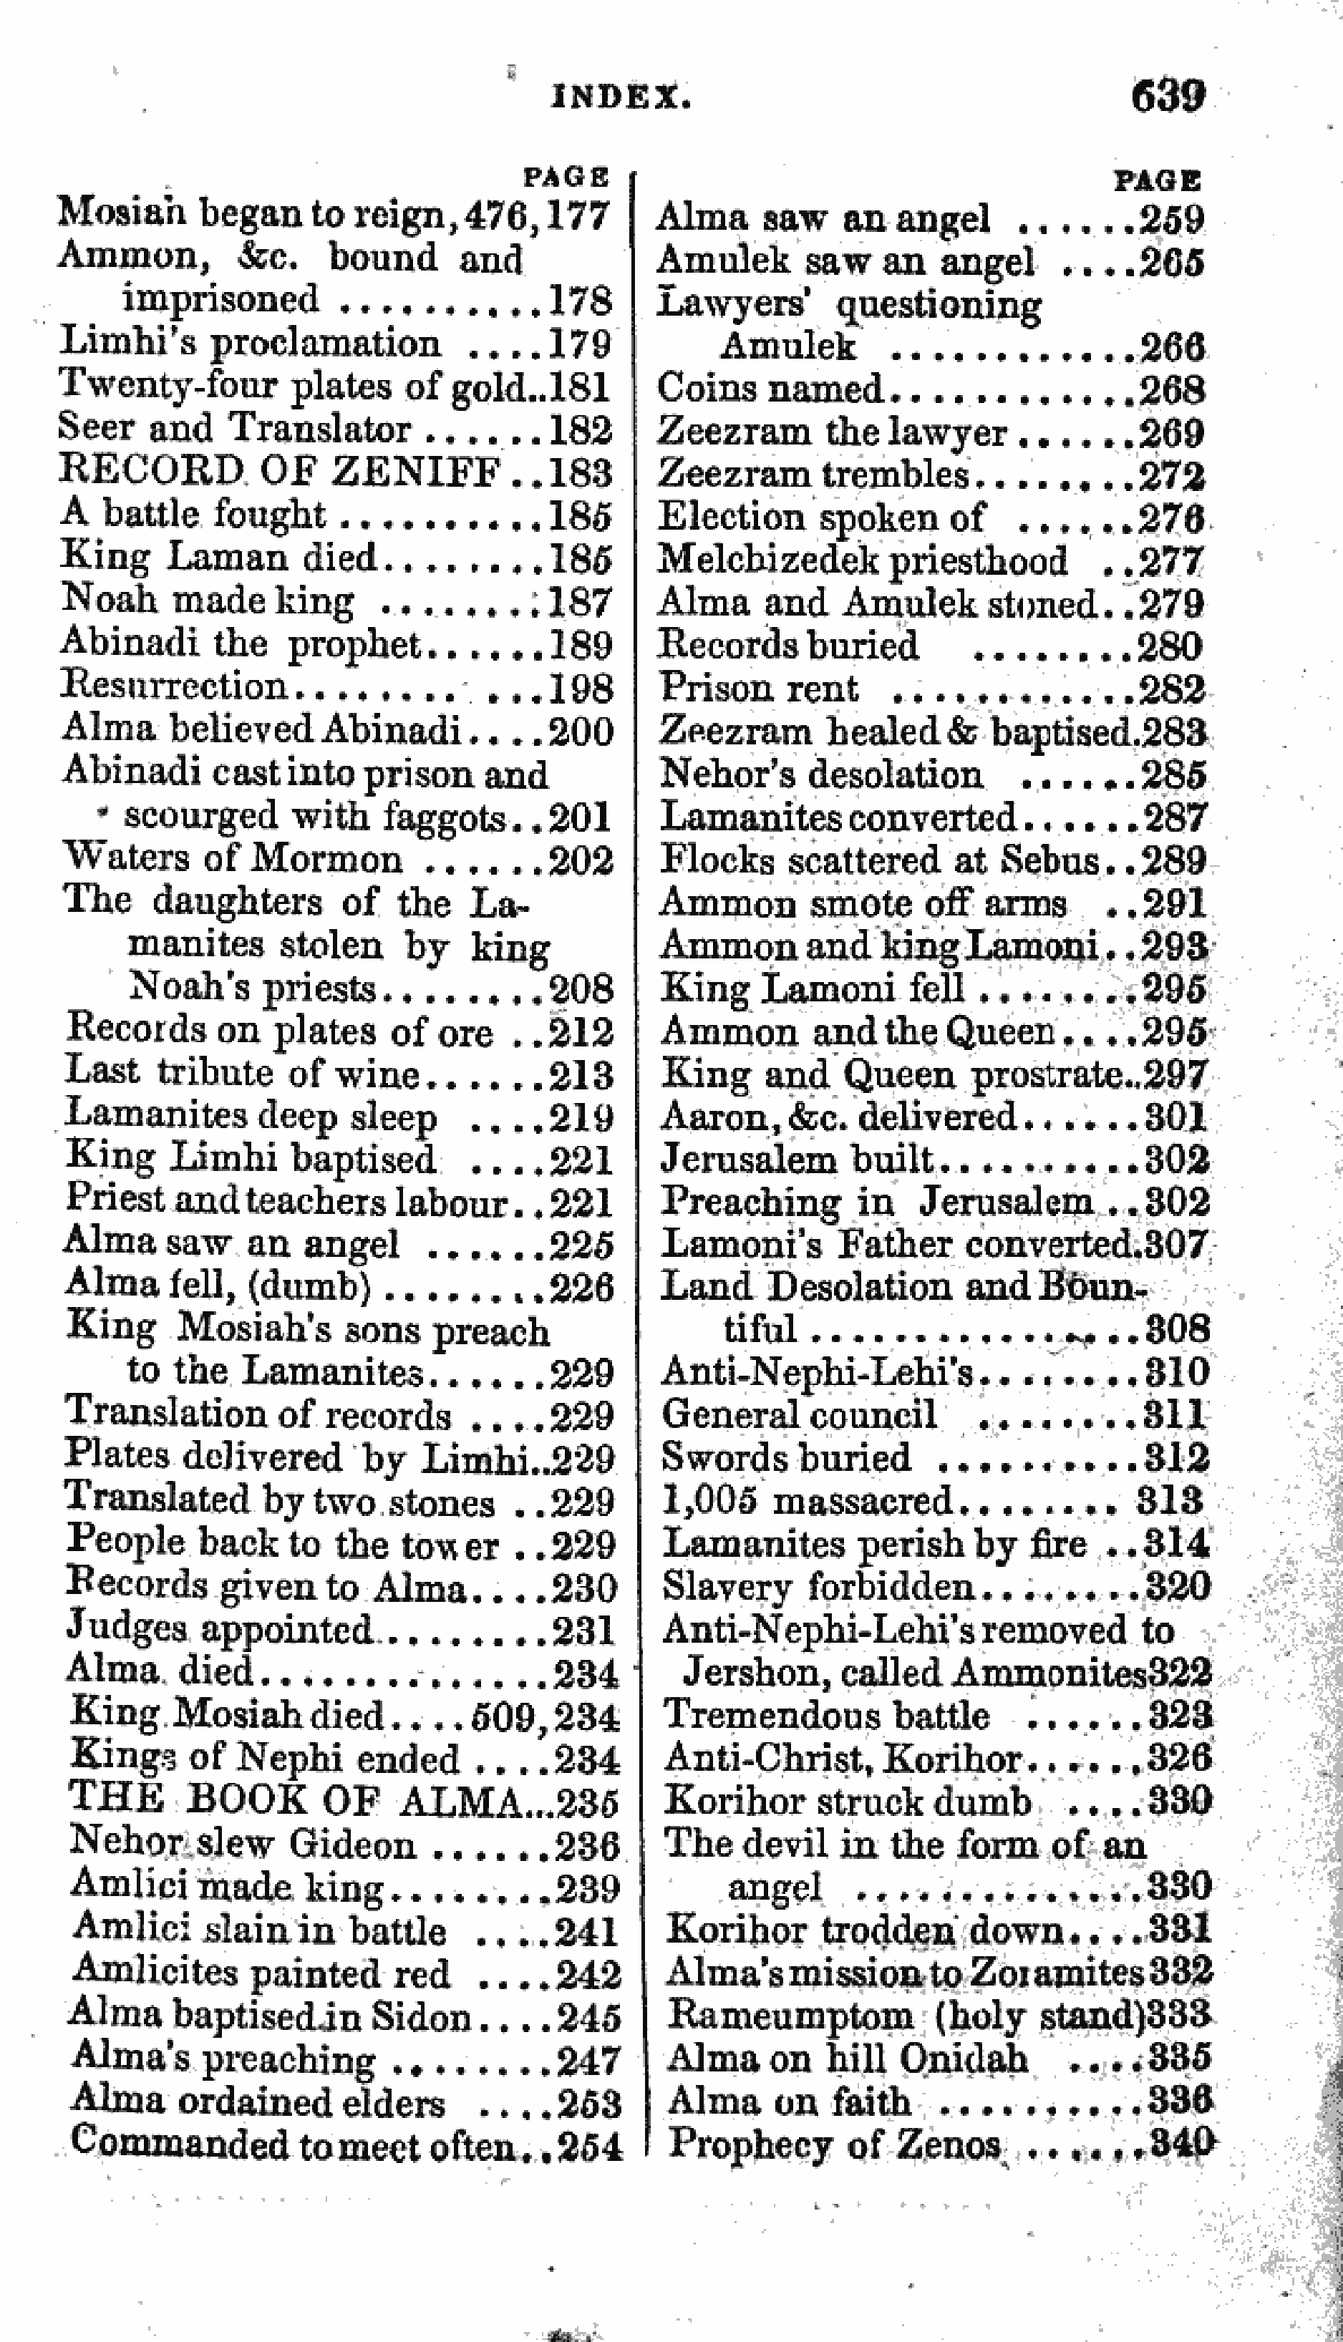 INDEX. 639
PAGE
Mosiah began to reign, 476, 177
Ammon, &c. bound and
imprisoned ..........178
Limhi's proclamation ....179
Twenty-four plates of gold..181
Seer and Translator ......182
RECORD OF ZENIFF..183
A battle fought ..........185
King Laman died........185
Noah made king ........187
Abinadi the prophet......189
Resurrection........ ...198
Alma believed Abinadi....200
Abinadi cast into prison and
scourged with faggots..201
Waters of Mormon ......202
The daughters of the La-
manites stolen by king
Noah's priests........208
Records on plates of ore ..212
Last tribute of wine......213
Lamanites deep sleep ....219
King Limhi baptised ....221
Priest and teachers labour..221
Alma saw an angel ......225
Alma fell, (dumb) ........226
King Mosiah's sons preach
to the Lamanites......229
Translation of records ....229
Plates delivered by Limhi..229
Translated by two stones ..229
People back to the tower ..229
Records given to Alma....230
Judges appointed.........231
Alma died..............234
King Mosiah died....509, 234
Kings of Nephi ended ....234
THE BOOK OF ALMA...235
Nehor slew Gideon ......236
Amlici made king........239
Amlici slain in battle ....241
Amlicites painted red ....242
Alma baptised in Sidon....245
Alma's preaching ........247
Alma ordained elders ....253
Commanded to meet often..254
PAGE
Alma saw an angel ......259
Amulek saw an angel ....265
Lawyers' questioning
Amulek ............266
Coins named............268
Zeezram the lawyer......269
Zeezram trembles........272
Election spoken of ......276
Melchizedek priesthood ..277
Alma and Amulek stoned..279
Records buried ........280
Prison rent ............282
Zeezram healed & baptised.283
Nehor's desolation ......285
Lamanites converted......287
Flocks scattered at Sebus..289
Ammon smote off arms ..291
Ammon and king Lamoni..293
King Lamoni fell ........295
Ammon and the Queen....295
King and Queen prostrate..297
Aaron, &c. delivered......301
Jerusalem built..........302
Preaching in Jerusalem ..302
Lamoni's Father converted.307
Land Desolation and Boun-
tiful ................308
Anti-Nephi-Lehi's........310
General council ........311
Swords buried ..........312
1,005 massacred........ 313
Lamanites perish by fire ..314
Slavery forbidden........320
Anti-Nephi-Lehi's removed to
Jershon, called Ammonites322
Tremendous battle ......323
Anti-Christ, Korihor......326
Korihor struck dumb ....330
The devil in the form of an
angel ..............330
Korihor trodden down....331
Alma's mission to Zoramites332
Rameumptom (holy stand)333
Alma on hill Onidah ....335
Alma on faith ..........336
Prophecy of Zenos ......340